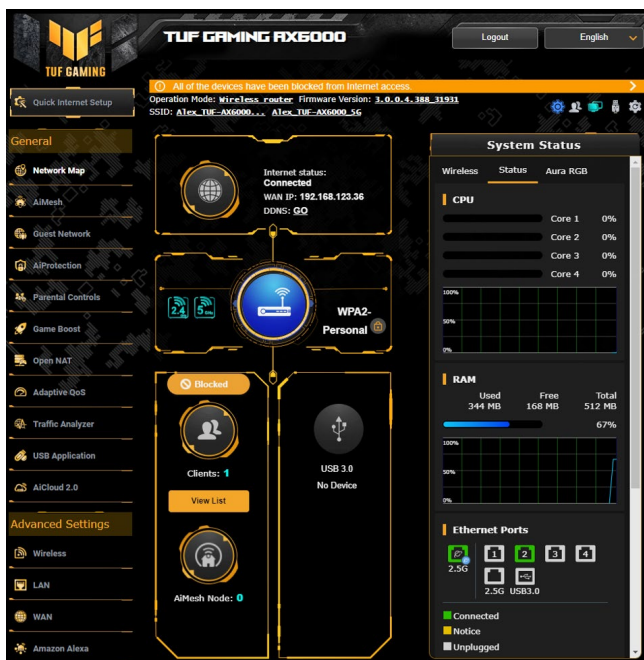 TUF GAMING AX6000
Logout
English
TUF GAMING
All of the devices have been blocked from Internet access.
Quick Internet Setup
Operation Mode: Wireless router Firmware Version: 3.0.0.4.388_31931
SSID: Alex_TUF-AX6000... Alex_TUF-AX6000_5G
General
Network Map
AiMesh
Guest Network
AiProtection
Parental Controls
Game Boost
Open NAT
Adaptive QoS
Traffic Analyzer
USB Application
AiCloud 2.0
Advanced Settings
Wireless
LAN
WAN
Amazon Alexa
Internet status:
Connected
WAN IP: 192.168.123.36
DDNS: GO
2.4
5
WPA2-
Personal
Blocked
Clients: 1
View List
AiMesh Node: 0
USB 3.0
No Device
System Status
Wireless Status Aura RGB
CPU
Core 1 0%
Core 2 0%
Core 3 0%
Core 4 0%
100%
50%
0%
RAM
Used Free Total
344 MB 168 MB 512 MB
67%
100%
50%
0%
Ethernet Ports
1 2 3 4
2.5G
2.5G USB3.0
Connected
Notice
Unplugged